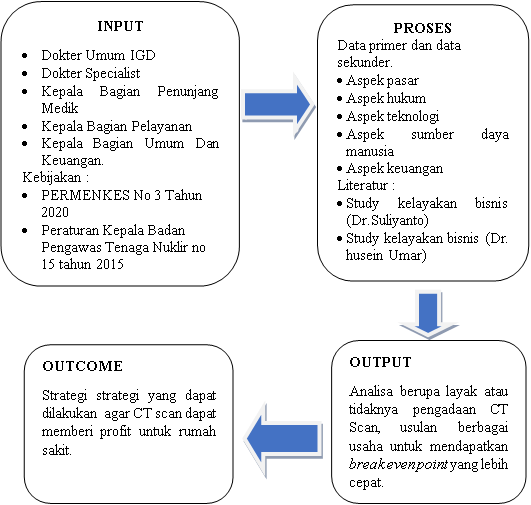 INPUT
Dokter Umum IGD
Dokter Specialist
Kepala Bagian Penunjang
Medik
Kepala Bagian Pelayanan
Kepala Bagian Umum Dan
Keuangan.
Kebijakan :
PERMENKES No 3 Tahun
2020
Peraturan Kepala Badan
Pengawas Tenaga Nuklir no
15 tahun 2015
PROSES
Data primer dan data
sekunder.
Aspek pasar
Aspek hukum
Aspek teknologi
Aspek sumber daya
manusia
Aspek keuangan
Literatur :
Study kelayakan bisnis
(Dr.Suliyanto)
Study kelayakan bisnis (Dr.
husein Umar)
OUTPUT
Analisa berupa layak atau
tidaknya pengadaan CT
Scan, usulan berbagai
usaha untuk mendapatkan
break even point yang lebih
cepat.
OUTCOME
Strategi strategi yang dapat
dilakukan agar CT scan dapat
memberi profit untuk rumah
sakit.